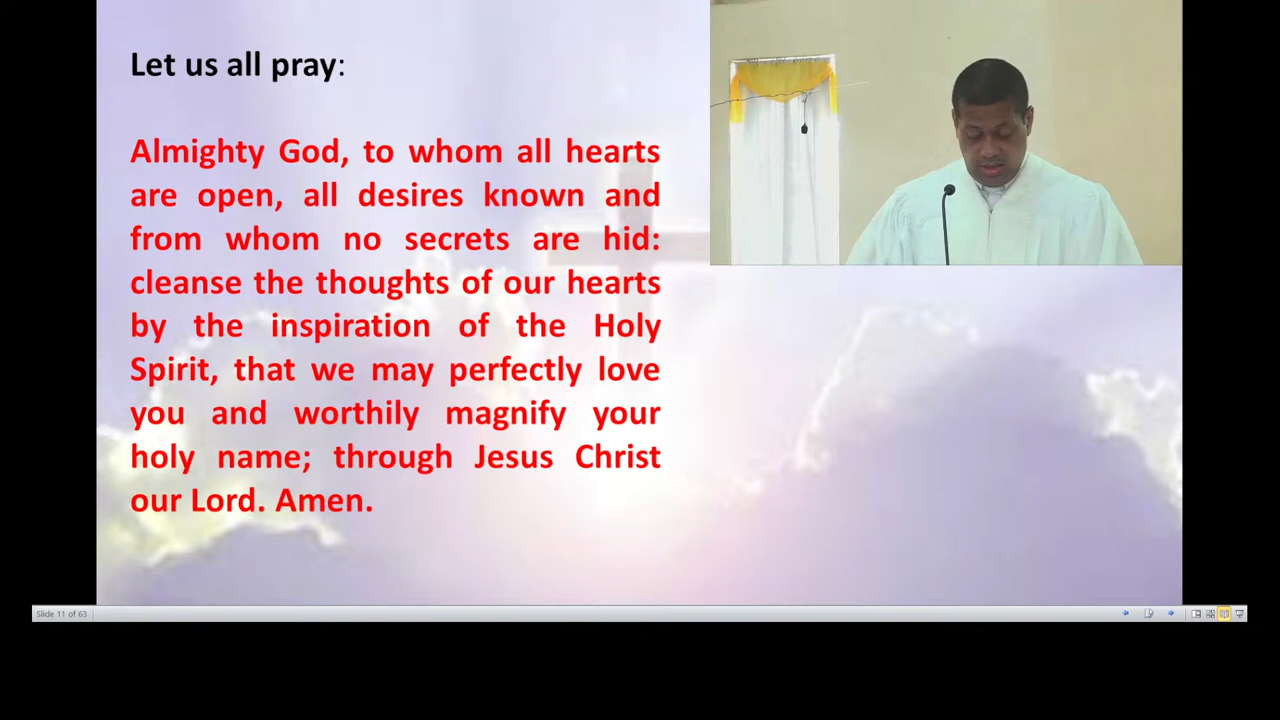 Let us all pray:
Almighty God, to whom all hearts
are open, all desires known and
from whom no secrets are hid:
cleanse the thoughts of our hearts
by the inspiration of the Holy
Spirit, that we may perfectly love
you and worthily magnify your
holy name; through Jesus Christ
our Lord. Amen.
Slide 11 of 63